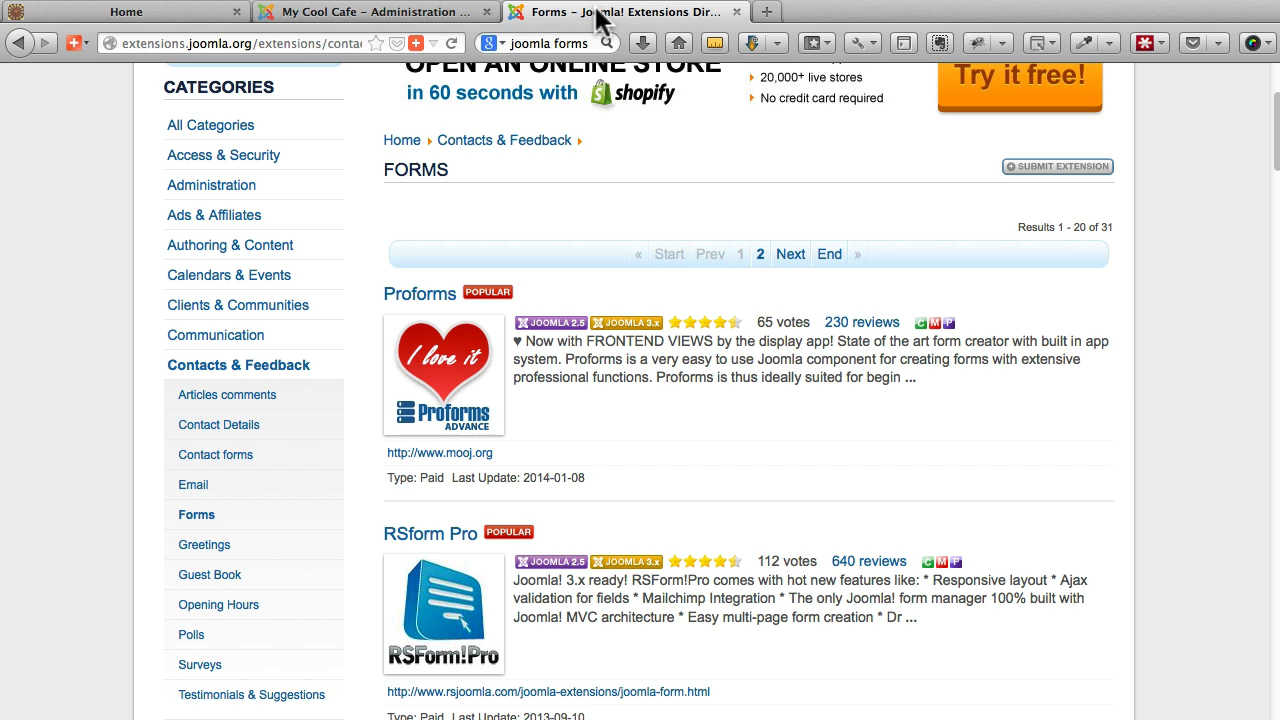 Home
My Cool Cafe – Administration ...
Forms – Joomla! Extensions Dir...
extensions.joomla.org/extensions/conta
joomla forms
OPEN AN ONLINE STORE
in 60 seconds with shopify
20,000+ live stores
No credit card required
Try it free!
CATEGORIES
All Categories
Access & Security
Administration
Ads & Affiliates
Authoring & Content
Calendars & Events
Clients & Communities
Communication
Contacts & Feedback
Articles comments
Contact Details
Contact forms
Email
Forms
Greetings
Guest Book
Opening Hours
Polls
Surveys
Testimonials & Suggestions
Home Contacts & Feedback
FORMS
SUBMIT EXTENSION
Results 1 - 20 of 31
« Start Prev 1 2 Next End »
Proforms POPULAR
I love it
Proforms
ADVANCE
JOOMLA 2.5 JOOMLA 3.x 65 votes 230 reviews C M P
♥ Now with FRONTEND VIEWS by the display app! State of the art form creator with built in app
system. Proforms is a very easy to use Joomla component for creating forms with extensive
professional functions. Proforms is thus ideally suited for begin ...
http://www.mooj.org
Type: Paid Last Update: 2014-01-08
RSform Pro POPULAR
RSForm!Pro
JOOMLA 2.5 JOOMLA 3.x 112 votes 640 reviews C M P
Joomla! 3.x ready! RSForm!Pro comes with hot new features like: * Responsive layout * Ajax
validation for fields * Mailchimp Integration * The only Joomla! form manager 100% built with
Joomla! MVC architecture * Easy multi-page form creation * Dr ...
http://www.rsjoomla.com/joomla-extensions/joomla-form.html
Type: Paid Last Update: 2013-09-10